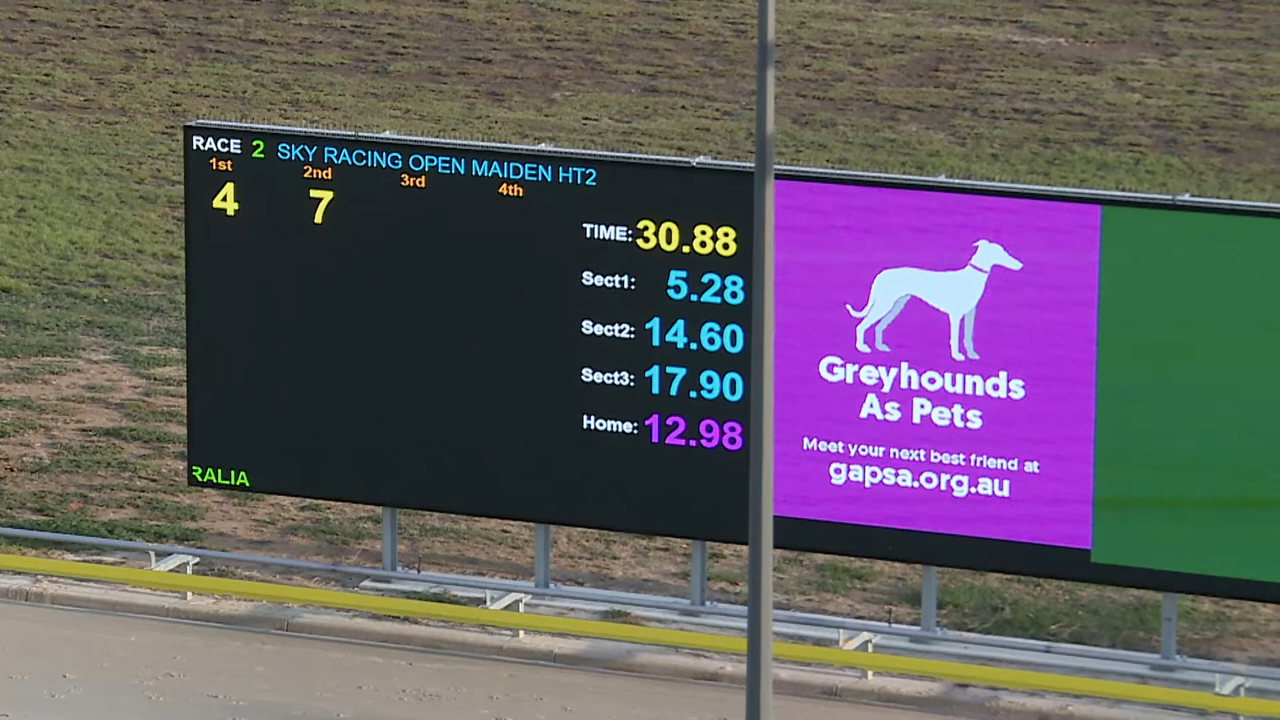 RACE 2 SKY RACING OPEN MAIDEN HT2
1st 2nd 3rd 4th
4 7
TIME: 30.88
Sect1: 5.28
Sect2: 14.60
Sect3: 17.90
Home: 12.98
RALIA
Greyhounds
As Pets
Meet your next best friend at
gapsa.org.au